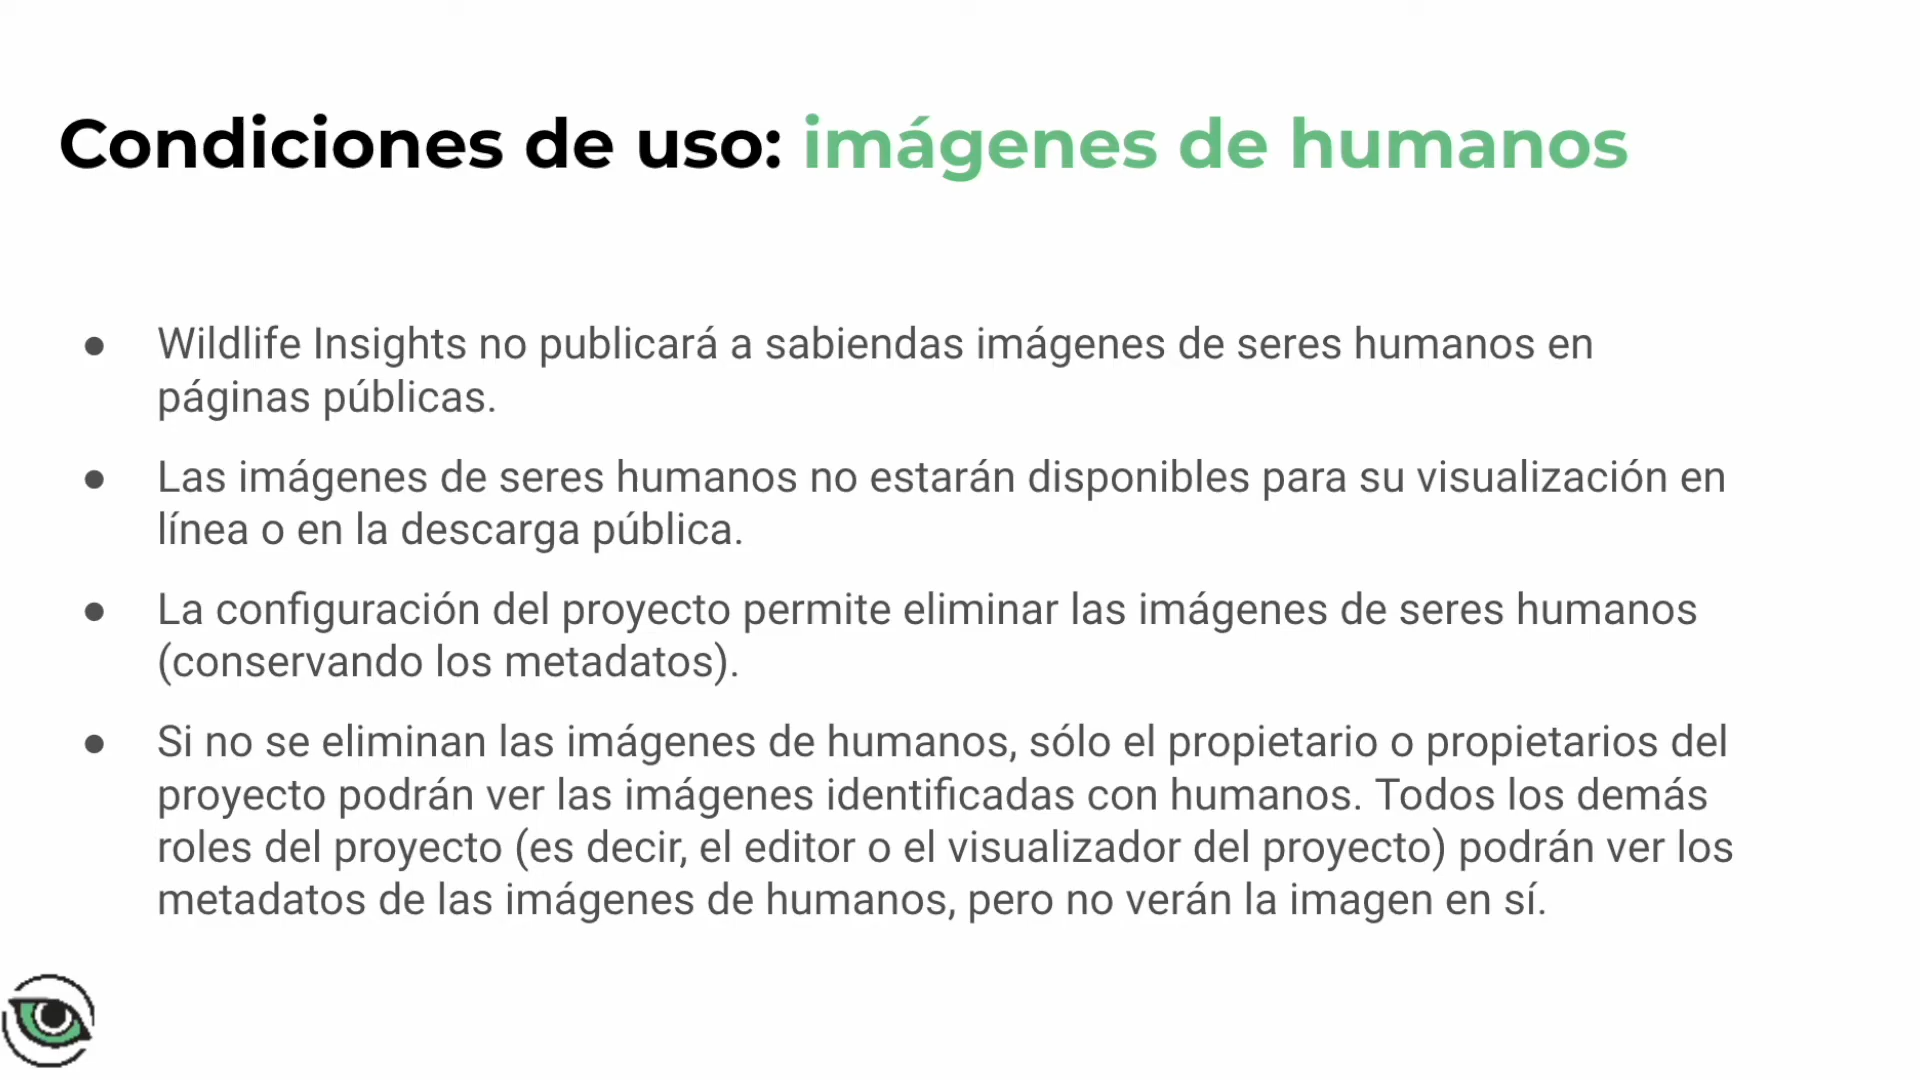 Condiciones de uso: imágenes de humanos
● Wildlife Insights no publicará a sabiendas imágenes de seres humanos en
páginas públicas.
● Las imágenes de seres humanos no estarán disponibles para su visualización en
línea o en la descarga pública.
● La configuración del proyecto permite eliminar las imágenes de seres humanos
(conservando los metadatos).
● Si no se eliminan las imágenes de humanos, sólo el propietario o propietarios del
proyecto podrán ver las imágenes identificadas con humanos. Todos los demás
roles del proyecto (es decir, el editor o el visualizador del proyecto) podrán ver los
metadatos de las imágenes de humanos, pero no verán la imagen en sí.